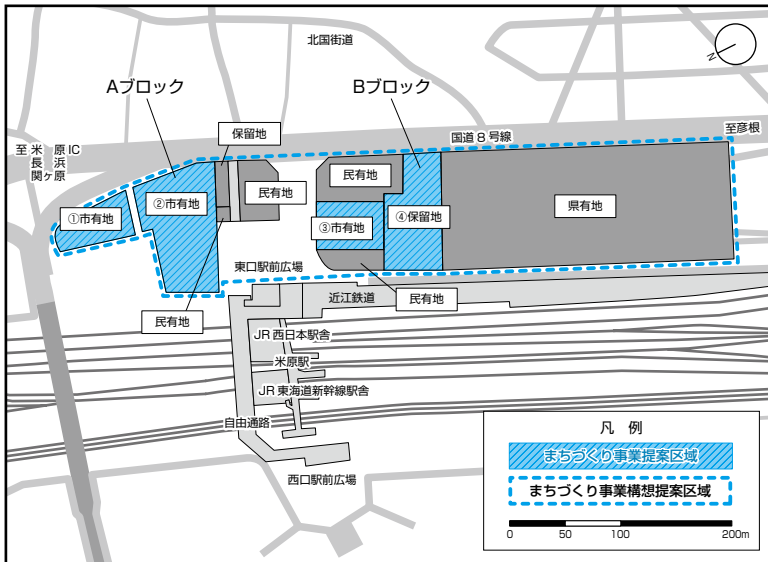 北国街道
N
Aブロック
Bブロック
保留地
国道8号線
至彦根
至 米 原 IC
長 浜
関ヶ原
民有地
民有地
①市有地
②市有地
③市有地
④保留地
県有地
東口駅前広場
民有地
近江鉄道
民有地
JR西日本駅舎
米原駅
JR東海道新幹線駅舎
自由通路
西口駅前広場
凡 例
まちづくり事業提案区域
まちづくり事業構想提案区域
0 50 100 200m